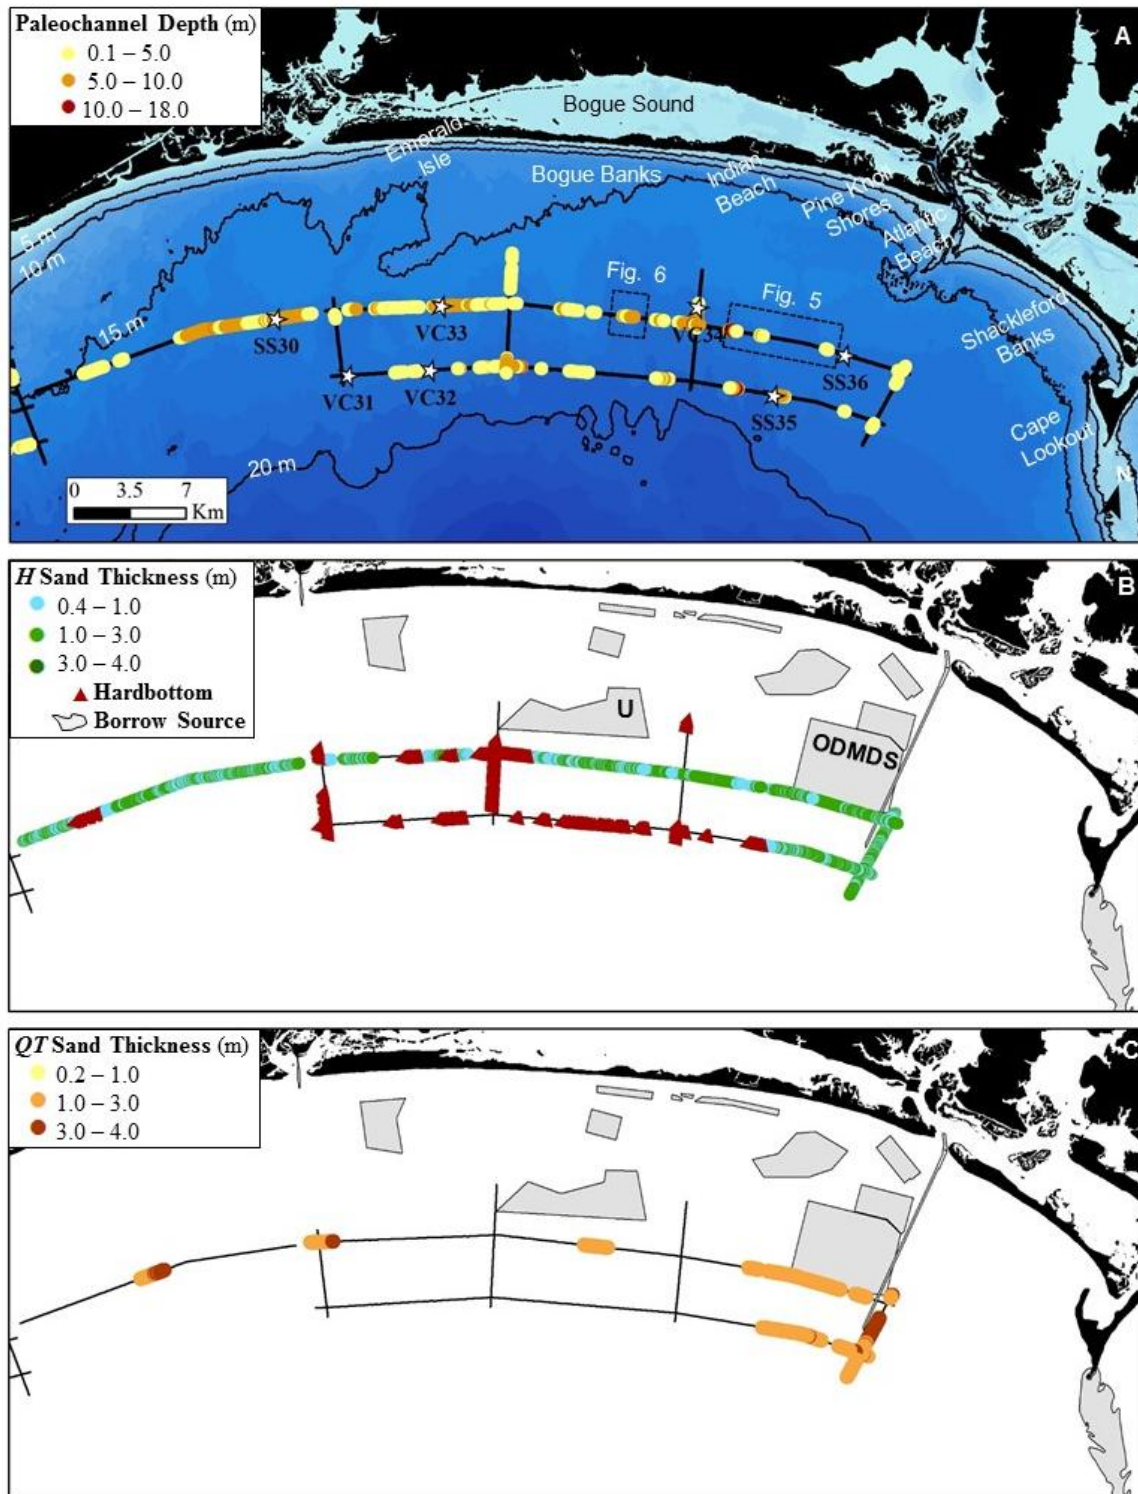 Paleochannel Depth (m)
0.1 – 5.0
5.0 – 10.0
10.0 – 18.0
A
Bogue Sound
Emerald
Isle
Bogue Banks
Indian
Beach
Pine Knoll
Shores
Atlantic
Beach
5 m
10 m
15 m
Fig. 6
Fig. 5
Shackleford
Banks
SS30
VC33
VC34
SS36
VC31
VC32
SS35
Cape
Lookout
20 m
N
0 3.5 7
Km
H Sand Thickness (m)
0.4 – 1.0
1.0 – 3.0
3.0 – 4.0
Hardbottom
Borrow Source
B
U
ODMDS
QT Sand Thickness (m)
0.2 – 1.0
1.0 – 3.0
3.0 – 4.0
C